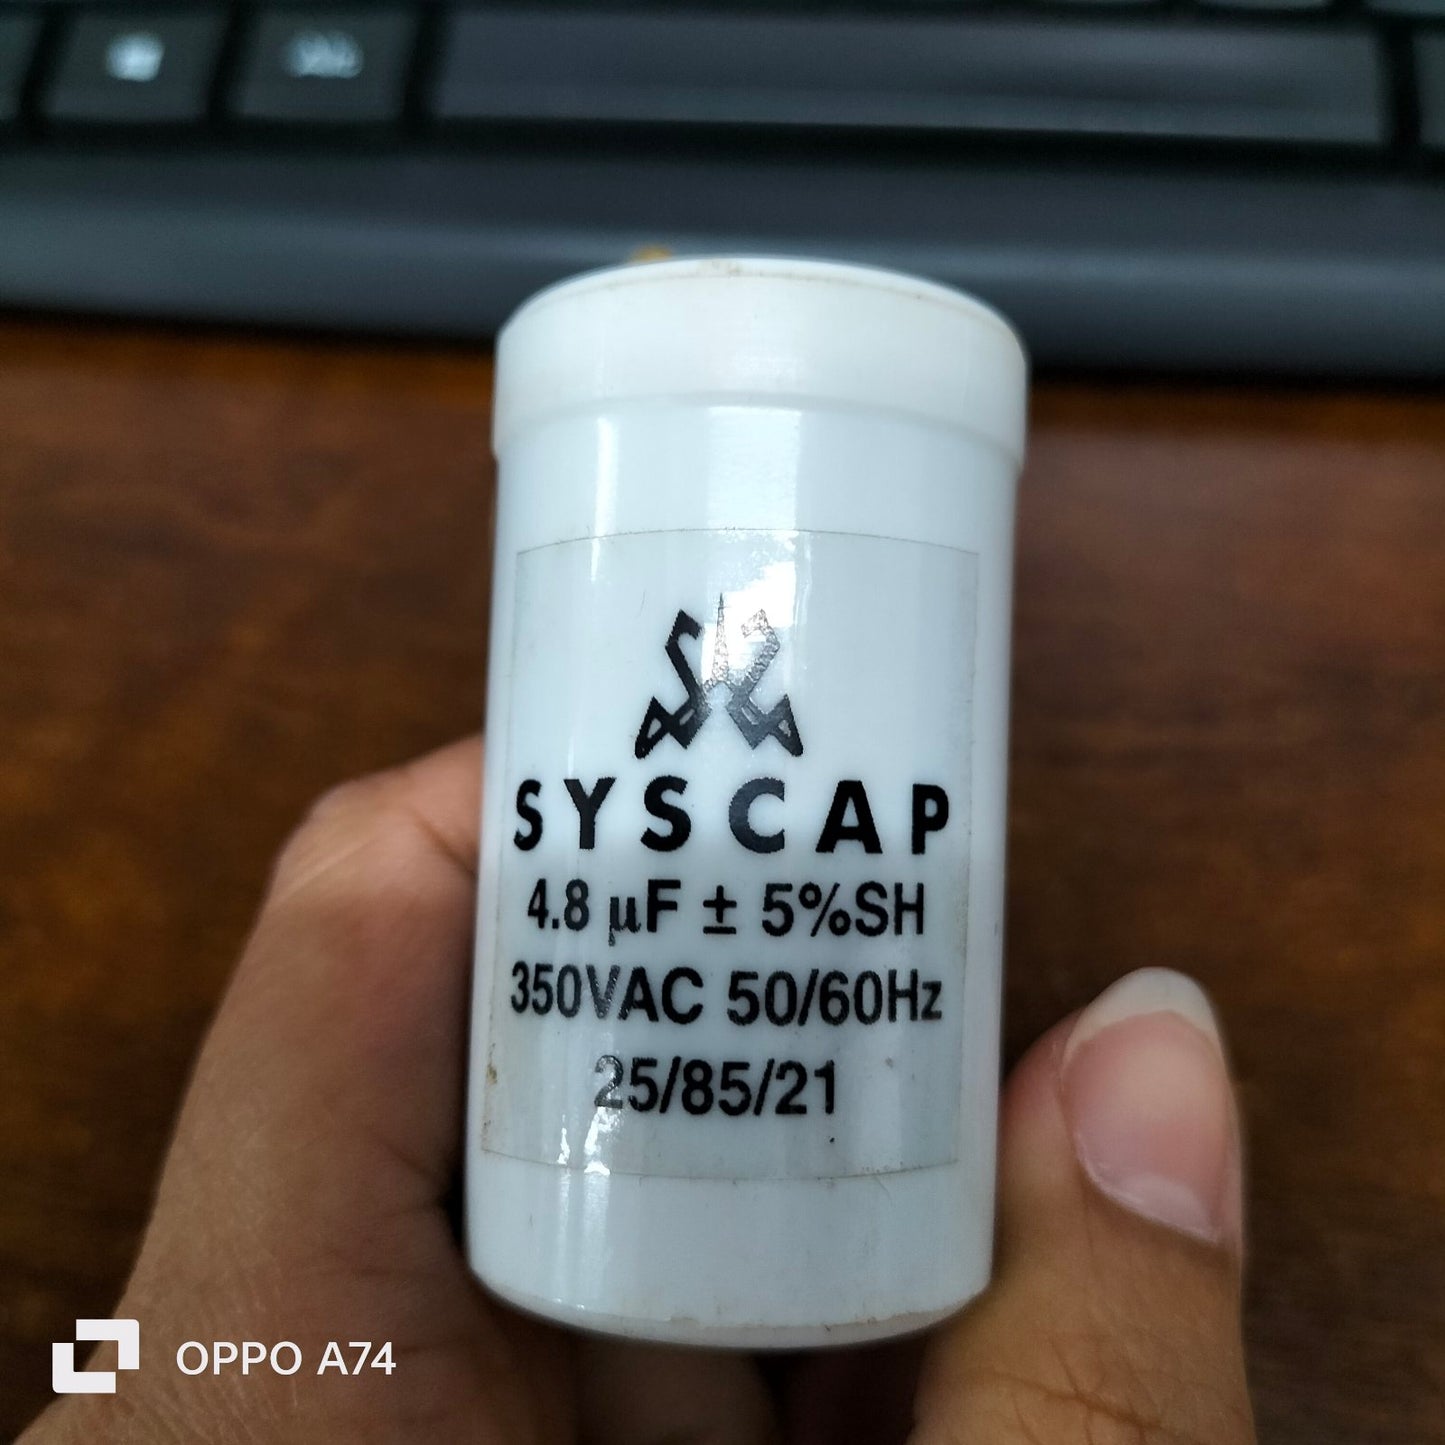 SYSCAP
4.8 µF ± 5%SH
350VAC 50/60Hz
25/85/21
OPPO A74